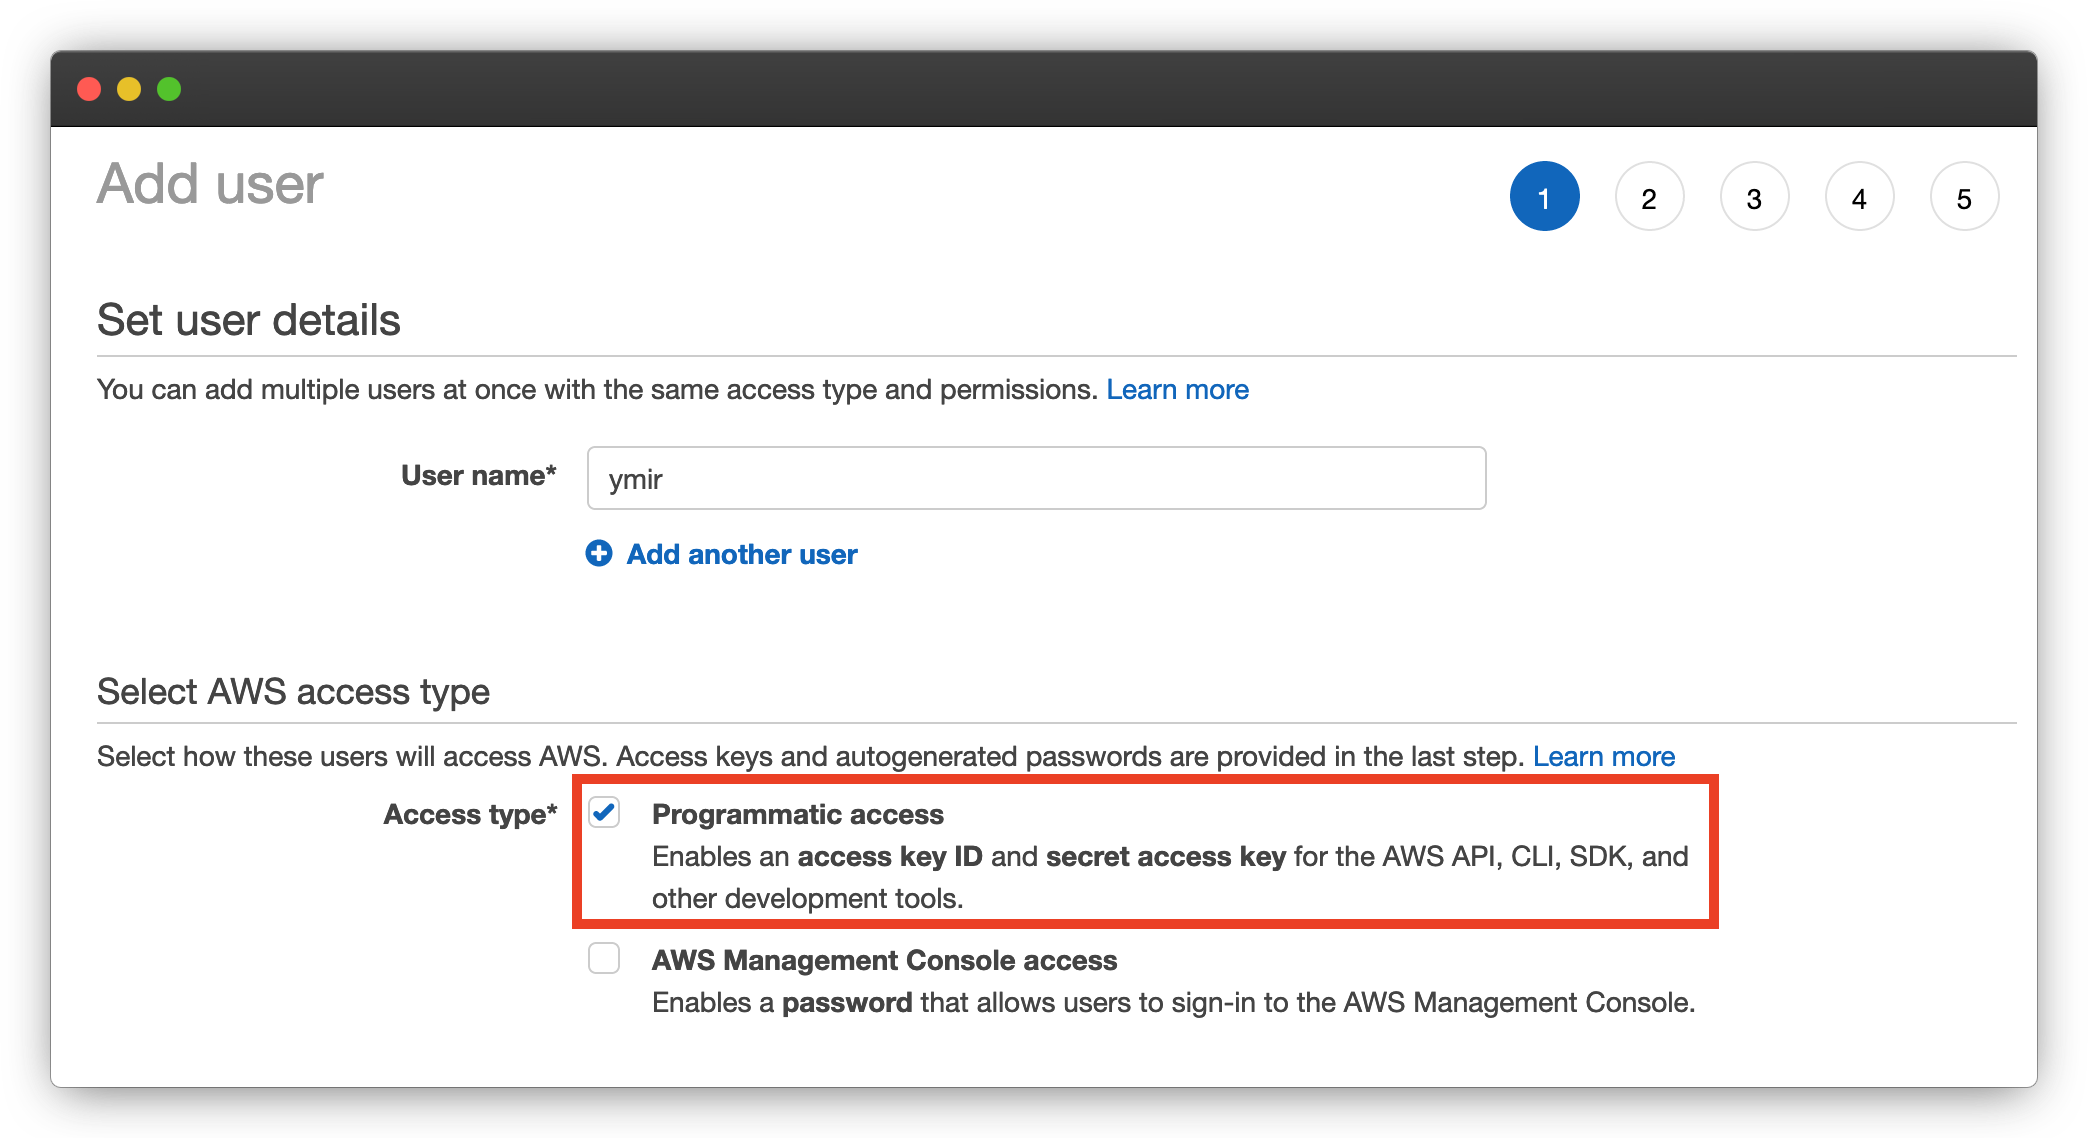 Add user
1 2 3 4 5
Set user details
You can add multiple users at once with the same access type and permissions. Learn more
User name* ymir
Add another user
Select AWS access type
Select how these users will access AWS. Access keys and autogenerated passwords are provided in the last step. Learn more
Access type* Programmatic access
Enables an access key ID and secret access key for the AWS API, CLI, SDK, and
other development tools.
AWS Management Console access
Enables a password that allows users to sign-in to the AWS Management Console.